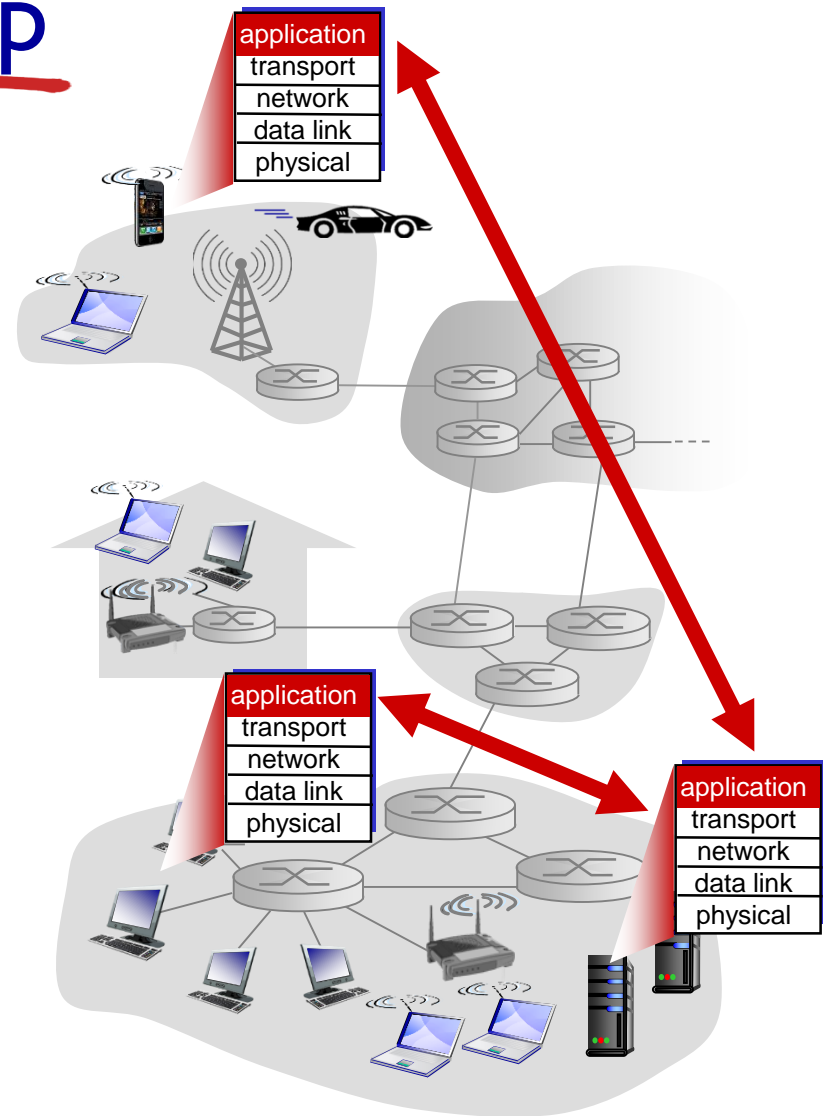 p
application
transport
network
data link
physical
application
transport
network
data link
physical
application
transport
network
data link
physical